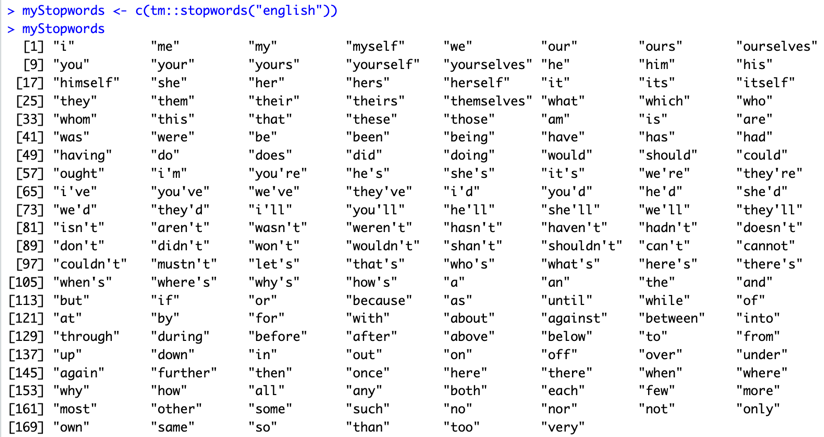 > myStopwords <- c(tm::stopwords("english"))
> myStopwords
[1] "i" "me" "my" "myself" "we" "our" "ours" "ourselves"
[9] "you" "your" "yours" "yourself" "yourselves" "he" "him" "his"
[17] "himself" "she" "her" "hers" "herself" "it" "its" "itself"
[25] "they" "them" "their" "theirs" "themselves" "what" "which" "who"
[33] "whom" "this" "that" "these" "those" "am" "is" "are"
[41] "was" "were" "be" "been" "being" "have" "has" "had"
[49] "having" "do" "does" "did" "doing" "would" "should" "could"
[57] "ought" "i'm" "you're" "he's" "she's" "it's" "we're" "they're"
[65] "i've" "you've" "we've" "they've" "i'd" "you'd" "he'd" "she'd"
[73] "we'd" "they'd" "i'll" "you'll" "he'll" "she'll" "we'll" "they'll"
[81] "isn't" "aren't" "wasn't" "weren't" "hasn't" "haven't" "hadn't" "doesn't"
[89] "don't" "didn't" "won't" "wouldn't" "shan't" "shouldn't" "can't" "cannot"
[97] "couldn't" "mustn't" "let's" "that's" "who's" "what's" "here's" "there's"
[105] "when's" "where's" "why's" "how's" "a" "an" "the" "and"
[113] "but" "if" "or" "because" "as" "until" "while" "of"
[121] "at" "by" "for" "with" "about" "against" "between" "into"
[129] "through" "during" "before" "after" "above" "below" "to" "from"
[137] "up" "down" "in" "out" "on" "off" "over" "under"
[145] "again" "further" "then" "once" "here" "there" "when" "where"
[153] "why" "how" "all" "any" "both" "each" "few" "more"
[161] "most" "other" "some" "such" "no" "nor" "not" "only"
[169] "own" "same" "so" "than" "too" "very"